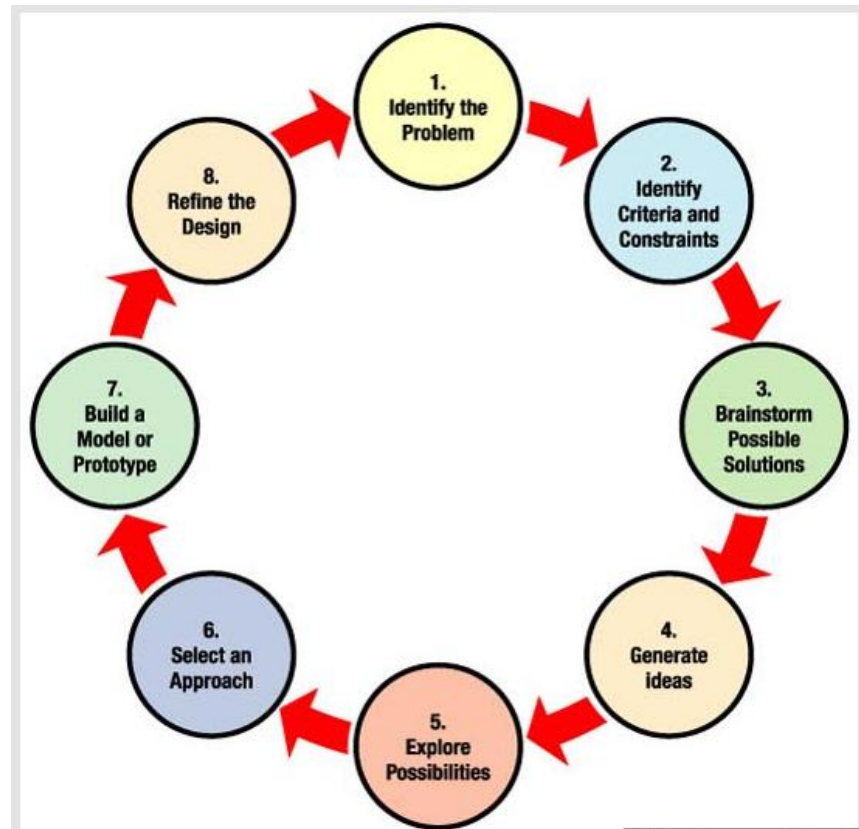 1.
Identify the
Problem
2.
Identify
Criteria and
Constraints
3.
Brainstorm
Possible
Solutions
4.
Generate
ideas
5.
Explore
Possibilities
6.
Select an
Approach
7.
Build a
Model or
Prototype
8.
Refine the
Design